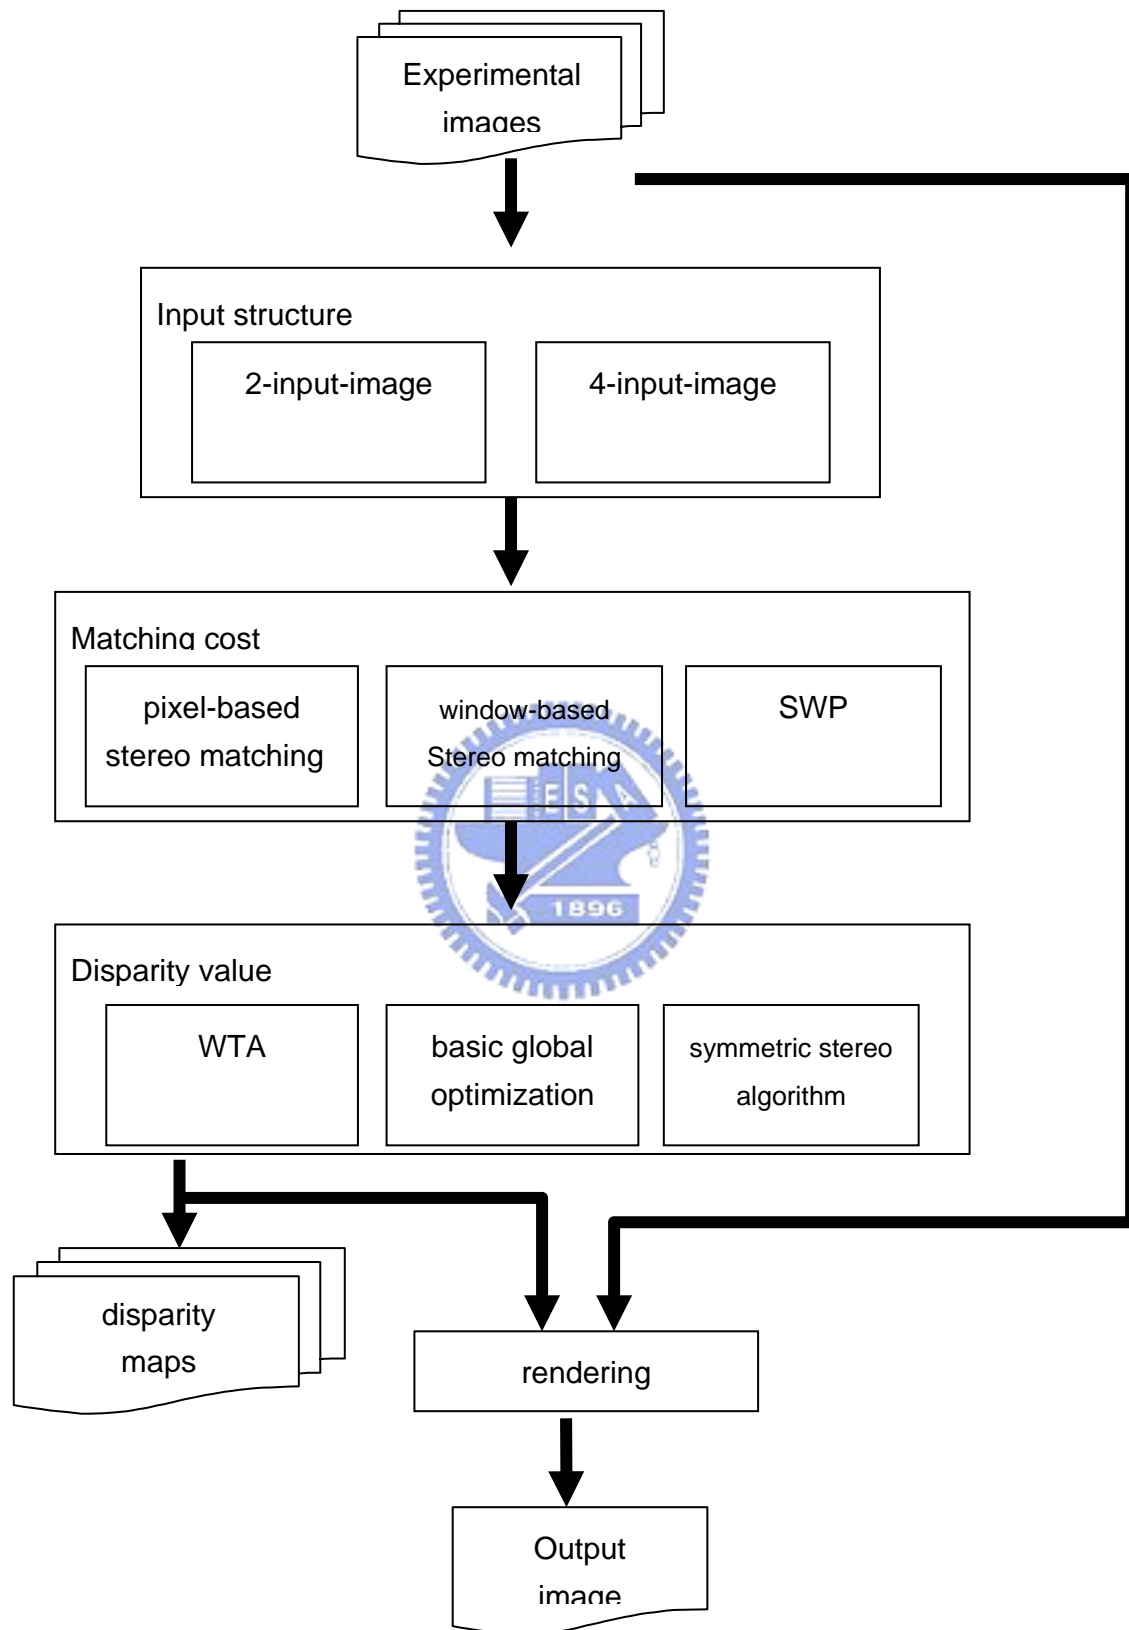 Experimental
images
Input structure
2-input-image
4-input-image
Matching cost
pixel-based
stereo matching
window-based
Stereo matching
SWP
E S A
1896
Disparity value
WTA
basic global
optimization
symmetric stereo
algorithm
disparity
maps
rendering
Output
image